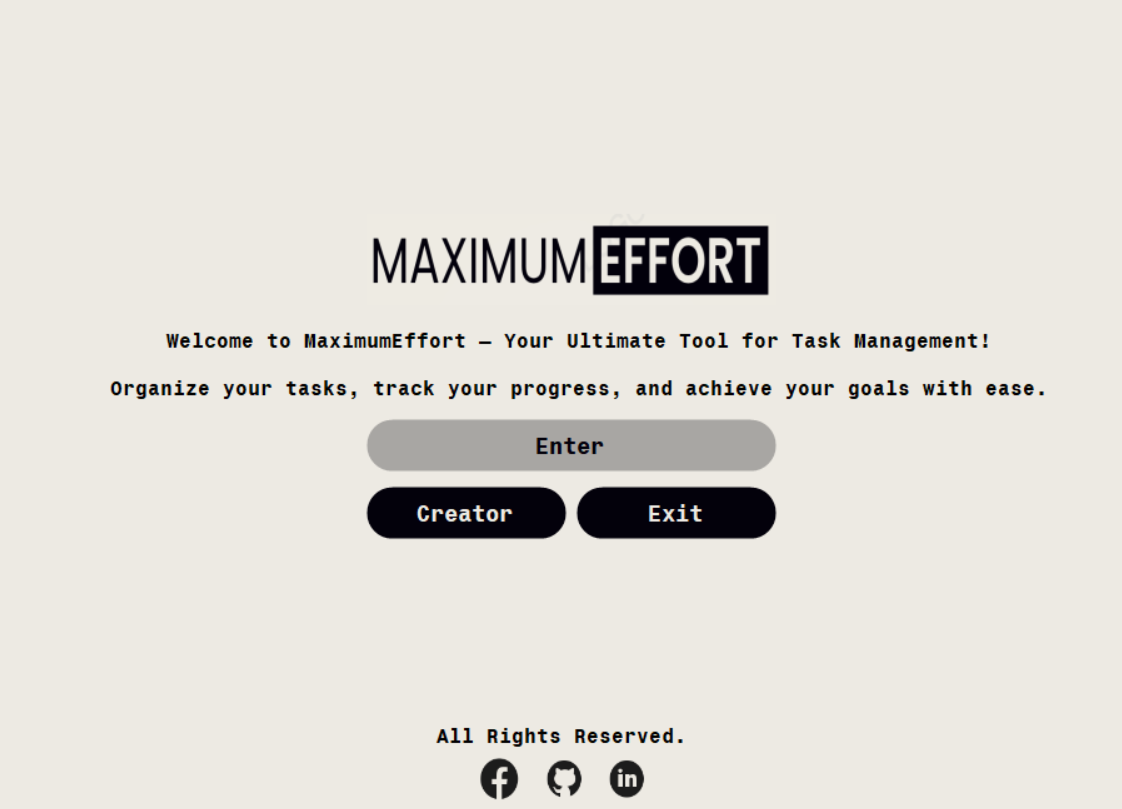 MAXIMUM EFFORT
Welcome to MaximumEffort – Your Ultimate Tool for Task Management!
Organize your tasks, track your progress, and achieve your goals with ease.
Enter
Creator Exit
All Rights Reserved.
f in